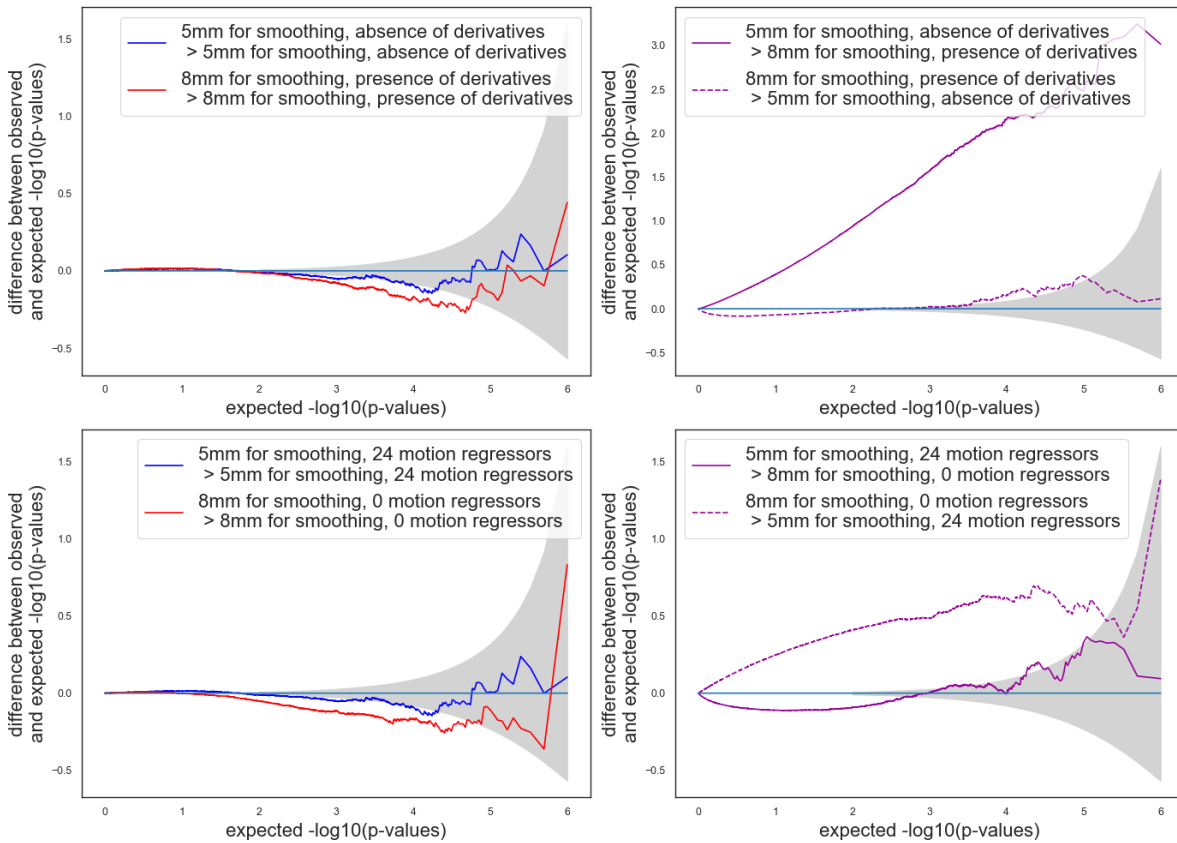 difference between observed
and expected -log10(p-values)
1.5
1.0
0.5
0.0
−0.5
5mm for smoothing, absence of derivatives
> 5mm for smoothing, absence of derivatives
8mm for smoothing, presence of derivatives
> 8mm for smoothing, presence of derivatives
0 1 2 3 4 5 6
expected -log10(p-values)
difference between observed
and expected -log10(p-values)
3.0
2.5
2.0
1.5
1.0
0.5
0.0
−0.5
5mm for smoothing, absence of derivatives
> 8mm for smoothing, presence of derivatives
8mm for smoothing, presence of derivatives
> 5mm for smoothing, absence of derivatives
0 1 2 3 4 5 6
expected -log10(p-values)
difference between observed
and expected -log10(p-values)
1.5
1.0
0.5
0.0
−0.5
5mm for smoothing, 24 motion regressors
> 5mm for smoothing, 24 motion regressors
8mm for smoothing, 0 motion regressors
> 8mm for smoothing, 0 motion regressors
0 1 2 3 4 5 6
expected -log10(p-values)
difference between observed
and expected -log10(p-values)
1.5
1.0
0.5
0.0
−0.5
5mm for smoothing, 24 motion regressors
> 8mm for smoothing, 0 motion regressors
8mm for smoothing, 0 motion regressors
> 5mm for smoothing, 24 motion regressors
0 1 2 3 4 5 6
expected -log10(p-values)